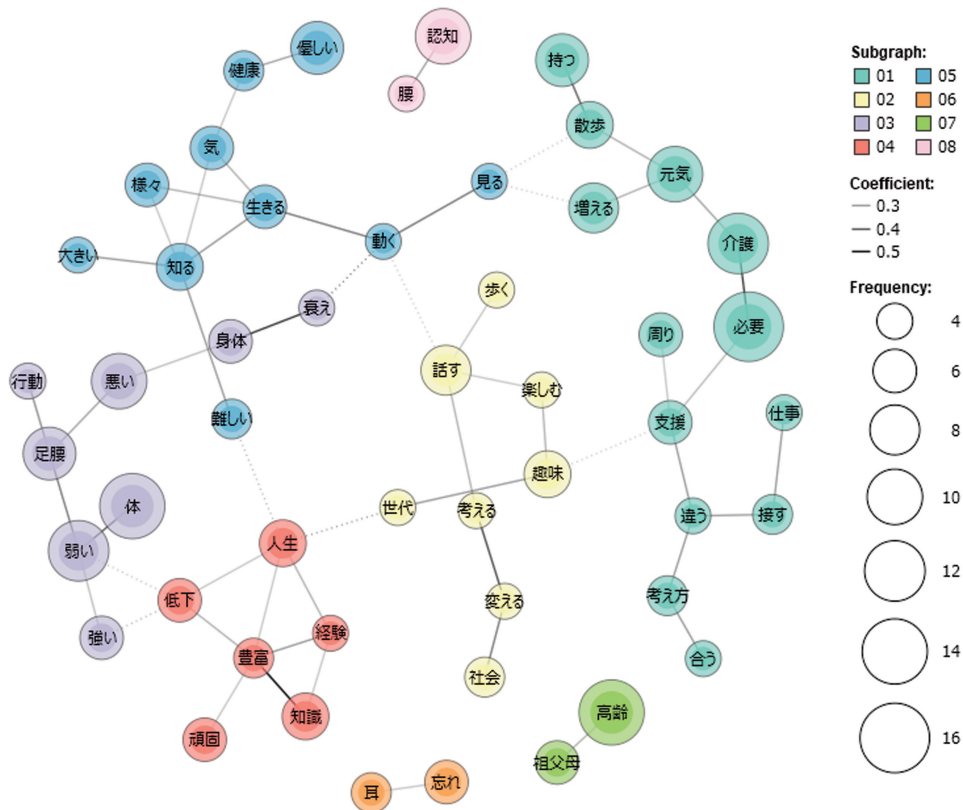 優しい
認知
健康
腰
持つ
散歩
気
様々
生きる
見る
元気
増える
大きい
知る
動く
介護
衰え
歩く
必要
身体
周り
行動
悪い
話す
楽しむ
難しい
支援
仕事
足腰
趣味
体
世代
考える
違う
接す
弱い
人生
低下
変える
考え方
強い
経験
豊富
合う
社会
知識
頑固
高齢
祖父母
耳
忘れ
Subgraph:
01 05
02 06
03 07
04 08
Coefficient:
0.3
0.4
0.5
Frequency:
4
6
8
10
12
14
16